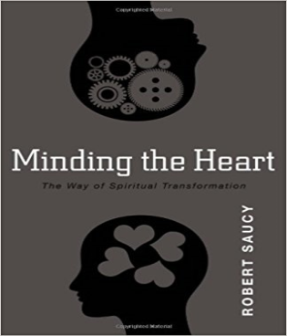 Minding the Heart
The Way of Spiritual Transformation
ROBERT SAUCY